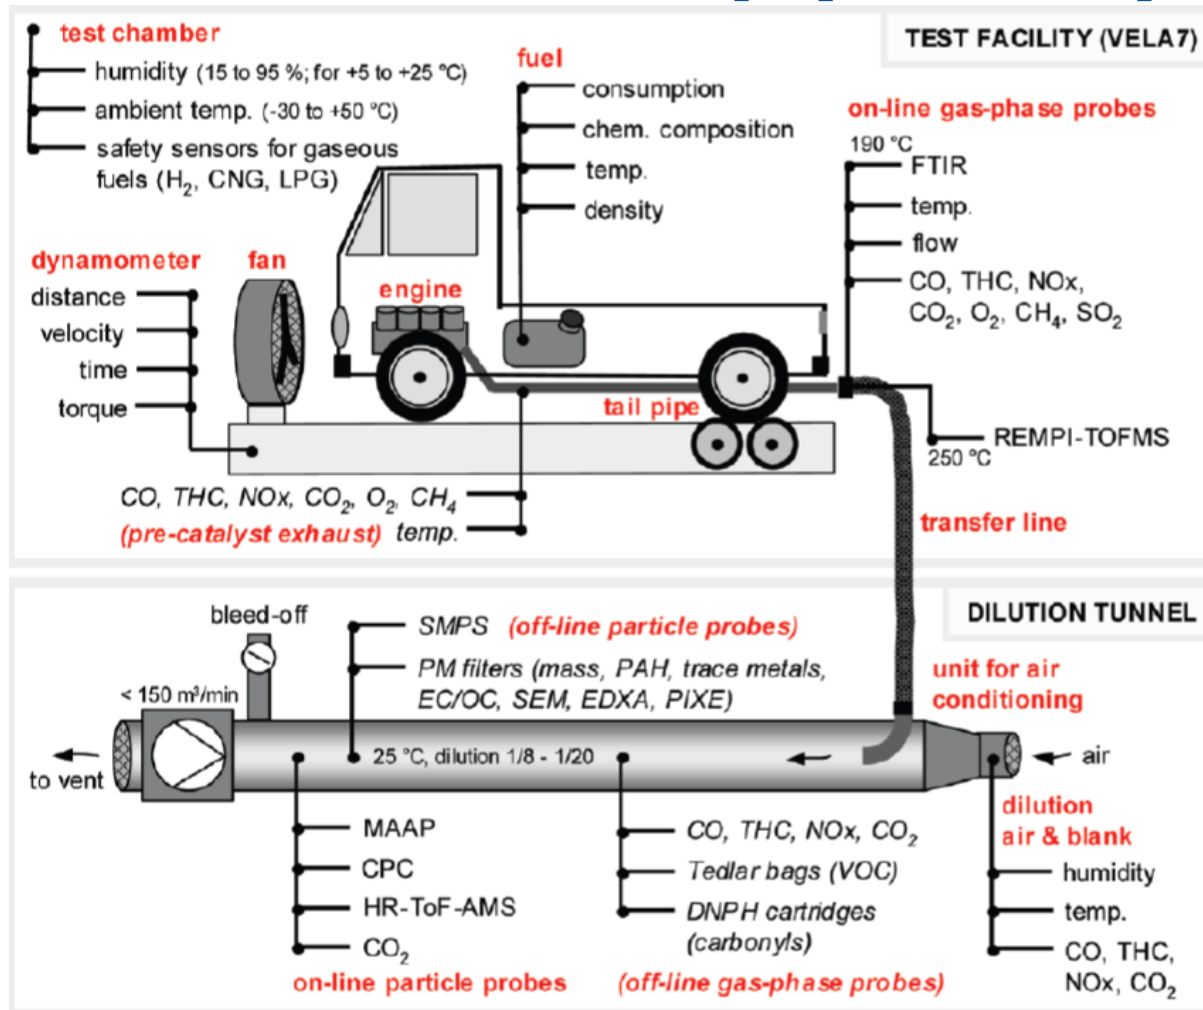 TEST FACILITY (VELA7)
test chamber
humidity (15 to 95 %; for +5 to +25 °C)
ambient temp. (-30 to +50 °C)
safety sensors for gaseous
fuels (H₂, CNG, LPG)
fuel
consumption
chem. composition
temp.
density
on-line gas-phase probes
190 °C
FTIR
temp.
flow
CO, THC, NOx,
CO₂, O₂, CH₄, SO₂
dynamometer
distance
velocity
time
torque
fan
engine
tail pipe
REMPI-TOFMS
250 °C
CO, THC, NOx, CO₂, O₂, CH₄
(pre-catalyst exhaust) temp.
transfer line
DILUTION TUNNEL
bleed-off
< 150 m³/min
SMPS (off-line particle probes)
PM filters (mass, PAH, trace metals,
EC/OC, SEM, EDXA, PIXE)
unit for air
conditioning
25 °C, dilution 1/8 - 1/20
to vent
air
MAAP
CPC
HR-ToF-AMS
CO₂
on-line particle probes
CO, THC, NOx, CO₂
Tedlar bags (VOC)
DNPH cartridges
(carbonyls)
(off-line gas-phase probes)
dilution
air & blank
humidity
temp.
CO, THC,
NOx, CO₂